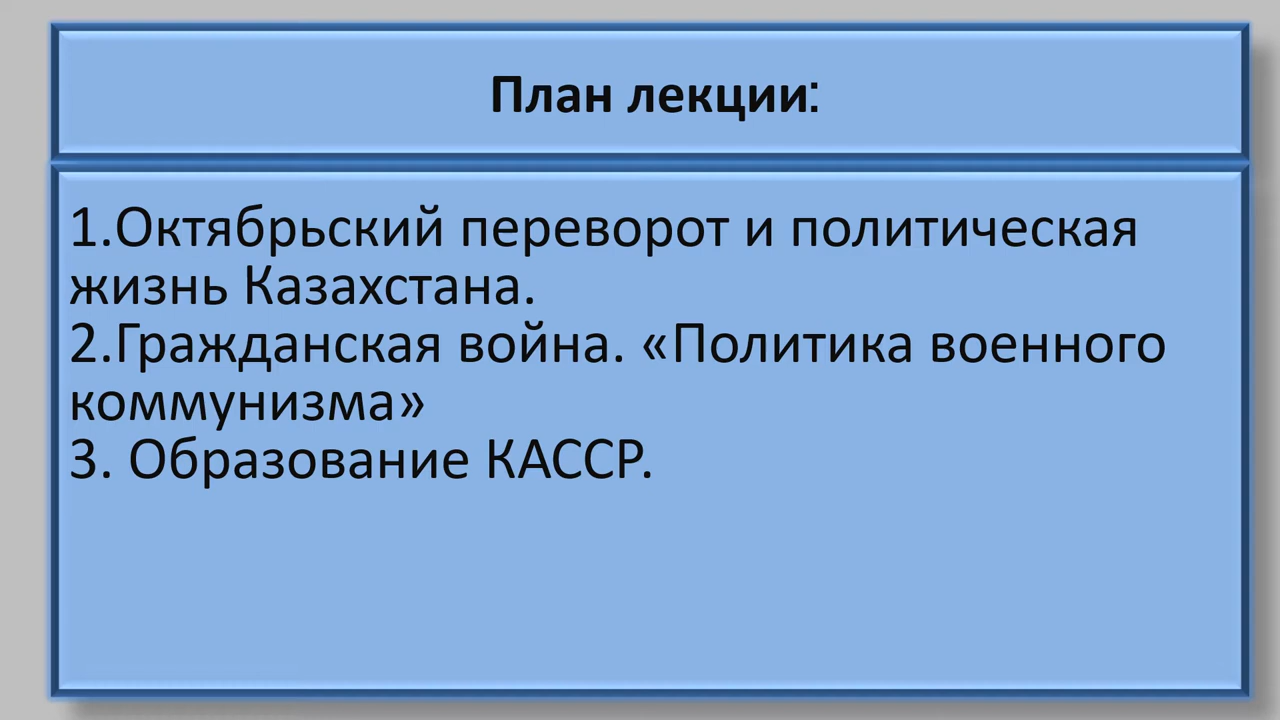 План лекции:
1.Октябрьский переворот и политическая
жизнь Казахстана.
2.Гражданская война. «Политика военного
коммунизма»
3. Образование КАССР.